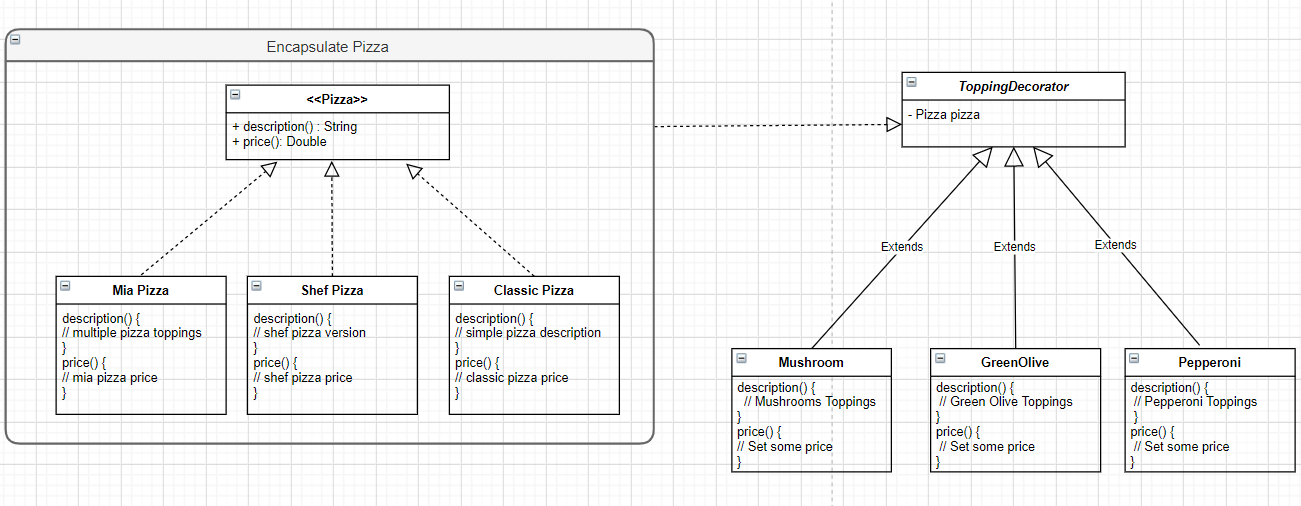 Encapsulate Pizza
<<Pizza>>
+ description() : String
+ price(): Double
Mia Pizza
description() {
// multiple pizza toppings
}
price() {
// mia pizza price
}
Shef Pizza
description() {
// shef pizza version
}
price() {
// shef pizza price
}
Classic Pizza
description() {
// simple pizza description
}
price() {
// classic pizza price
}
ToppingDecorator
- Pizza pizza
Extends
Extends
Extends
Mushroom
description() {
// Mushrooms Toppings
}
price() {
// Set some price
}
GreenOlive
description() {
// Green Olive Toppings
}
price() {
// Set some price
}
Pepperoni
description() {
// Pepperoni Toppings
}
price() {
// Set some price
}